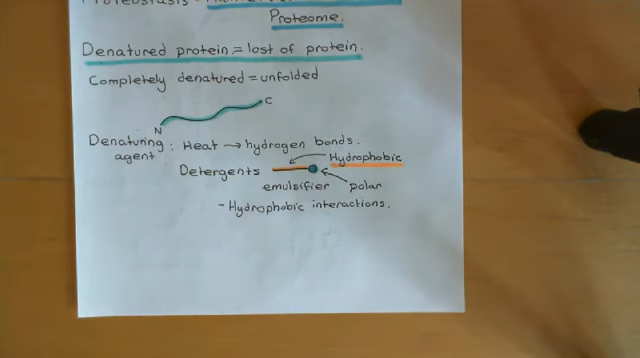 Proteostasis
Proteome.
Denatured protein = lost of protein.
Completely denatured = unfolded
C
N
Denaturing agent : Heat → hydrogen bonds.
Hydrophobic
Detergents
emulsifier polar
- Hydrophobic interactions.